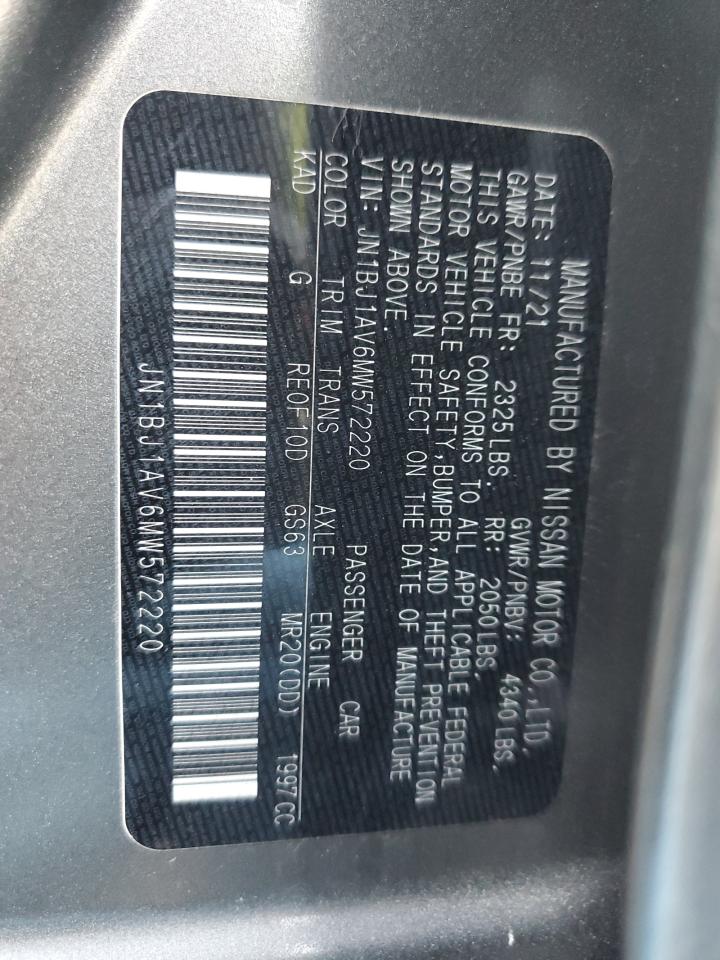 MANUFACTURED BY NISSAN MOTOR CO.,LTD.
DATE: 11/21 GVWR/PNBV: 4340LBS.
GAWR/PNBE FR: 2325LBS. RR: 2050LBS.
THIS VEHICLE CONFORMS TO ALL APPLICABLE FEDERAL
MOTOR VEHICLE SAFETY,BUMPER,AND THEFT PREVENTION
STANDARDS IN EFFECT ON THE DATE OF MANUFACTURE
SHOWN ABOVE.
VIN: JN1BJ1AV6MW572220 PASSENGER CAR
COLOR TRIM TRANS AXLE ENGINE
KAD G RE0F10D GS63 MR20(DD) 1997CC
JN1BJ1AV6MW572220